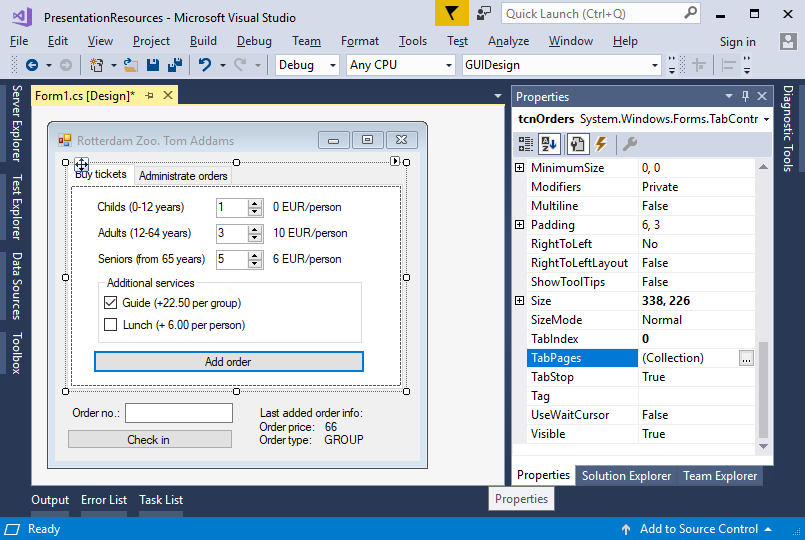 PresentationResources - Microsoft Visual Studio
Quick Launch (Ctrl+Q)
File Edit View Project Build Debug Team Format Tools Test Analyze Window Help Sign in
Debug Any CPU GUIDesign
Server Explorer
Test Explorer
Data Sources
Toolbox
Form1.cs [Design]*
Rotterdam Zoo. Tom Addams
Buy tickets Administrate orders
Childs (0-12 years) 1 0 EUR/person
Adults (12-64 years) 3 10 EUR/person
Seniors (from 65 years) 5 6 EUR/person
Additional services
Guide (+22.50 per group)
Lunch (+ 6.00 per person)
Add order
Order no.: Last added order info:
Order price: 66
Check in Order type: GROUP
Properties
tcnOrders System.Windows.Forms.TabContr
MinimumSize 0, 0
Modifiers Private
Multiline False
Padding 6, 3
RightToLeft No
RightToLeftLayout False
ShowToolTips False
Size 338, 226
SizeMode Normal
TabIndex 0
TabPages (Collection) ...
TabStop True
Tag
UseWaitCursor False
Visible True
Properties Solution Explorer Team Explorer
Properties
Diagnostic Tools
Output Error List Task List
Ready Add to Source Control